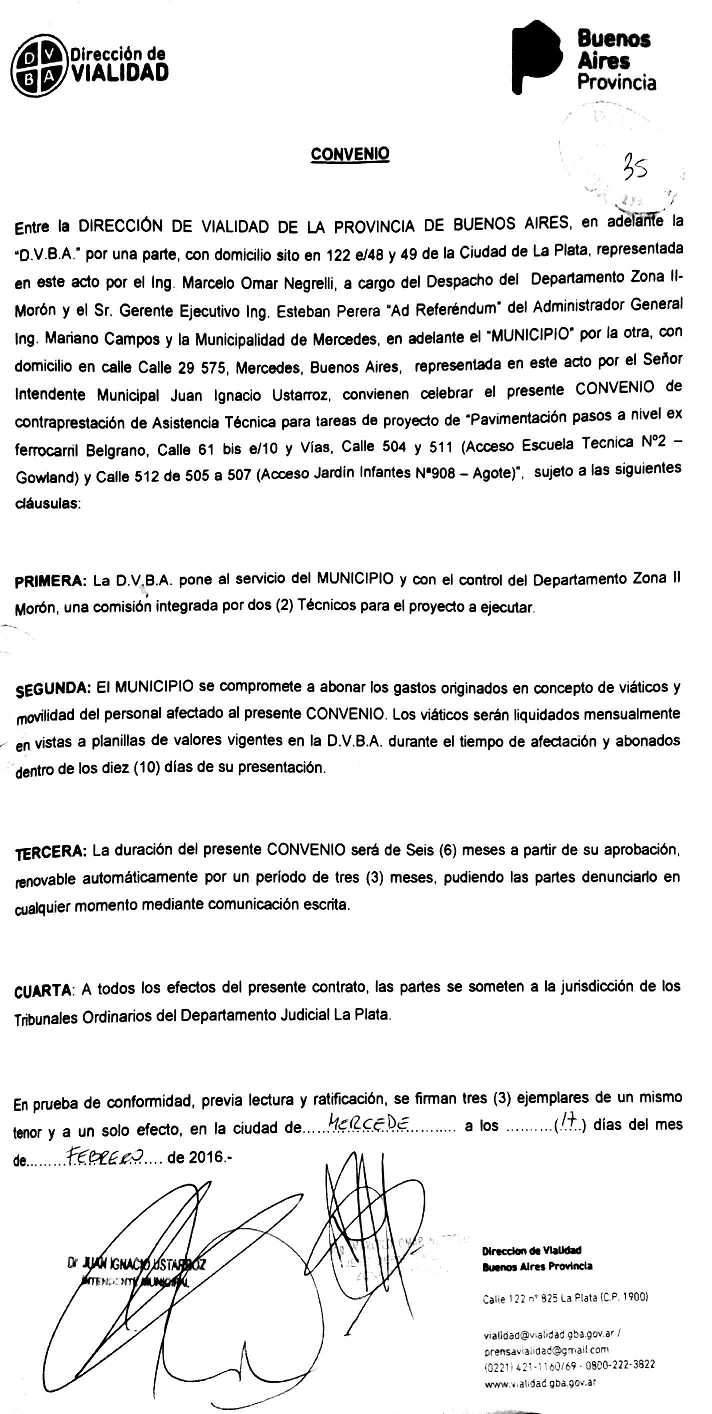 DV
BA
Dirección de
VIALIDAD
Buenos
Aires
Provincia
CONVENIO
35
Entre la DIRECCIÓN DE VIALIDAD DE LA PROVINCIA DE BUENOS AIRES, en adelante la
"D.V.B.A." por una parte, con domicilio sito en 122 e/48 y 49 de la Ciudad de La Plata, representada
en este acto por el Ing. Marcelo Omar Negrelli, a cargo del Despacho del Departamento Zona II-
Morón y el Sr. Gerente Ejecutivo Ing. Esteban Perera "Ad Referéndum" del Administrador General
Ing. Mariano Campos y la Municipalidad de Mercedes, en adelante el "MUNICIPIO" por la otra, con
domicilio en calle Calle 29 575, Mercedes, Buenos Aires, representada en este acto por el Señor
Intendente Municipal Juan Ignacio Ustarroz, convienen celebrar el presente CONVENIO de
contraprestación de Asistencia Técnica para tareas de proyecto de "Pavimentación pasos a nivel ex
ferrocarril Belgrano, Calle 61 bis e/10 y Vías, Calle 504 y 511 (Acceso Escuela Tecnica Nº2 –
Gowland) y Calle 512 de 505 a 507 (Acceso Jardín Infantes Nª908 – Agote)", sujeto a las siguientes
cláusulas:
PRIMERA: La D.V.B.A. pone al servicio del MUNICIPIO y con el control del Departamento Zona II
Morón, una comisión integrada por dos (2) Técnicos para el proyecto a ejecutar.
SEGUNDA: El MUNICIPIO se compromete a abonar los gastos originados en concepto de viáticos y
movilidad del personal afectado al presente CONVENIO. Los viáticos serán liquidados mensualmente
en vistas a planillas de valores vigentes en la D.V.B.A. durante el tiempo de afectación y abonados
dentro de los diez (10) días de su presentación.
TERCERA: La duración del presente CONVENIO será de Seis (6) meses a partir de su aprobación,
renovable automáticamente por un período de tres (3) meses, pudiendo las partes denunciarlo en
cualquier momento mediante comunicación escrita.
CUARTA: A todos los efectos del presente contrato, las partes se someten a la jurisdicción de los
Tribunales Ordinarios del Departamento Judicial La Plata.
En prueba de conformidad, previa lectura y ratificación, se firman tres (3) ejemplares de un mismo
tenor y a un solo efecto, en la ciudad de.....MERCEDE.......... a los ..........(17.) días del mes
de........FEBRERO.... de 2016.-
Dr JUAN IGNACIO USTARROZ
INTENDENTE MUNICIPAL
Direccion de Vialidad
Buenos Aires Provincia
Calle 122 nº 825 La Plata (C.P. 1900)
vialidad@vialidad.gba.gov.ar /
prensavialidad@gmail.com
(0221) 421-1160/69 - 0800-222-3822
www.vialidad.gba.gov.ar